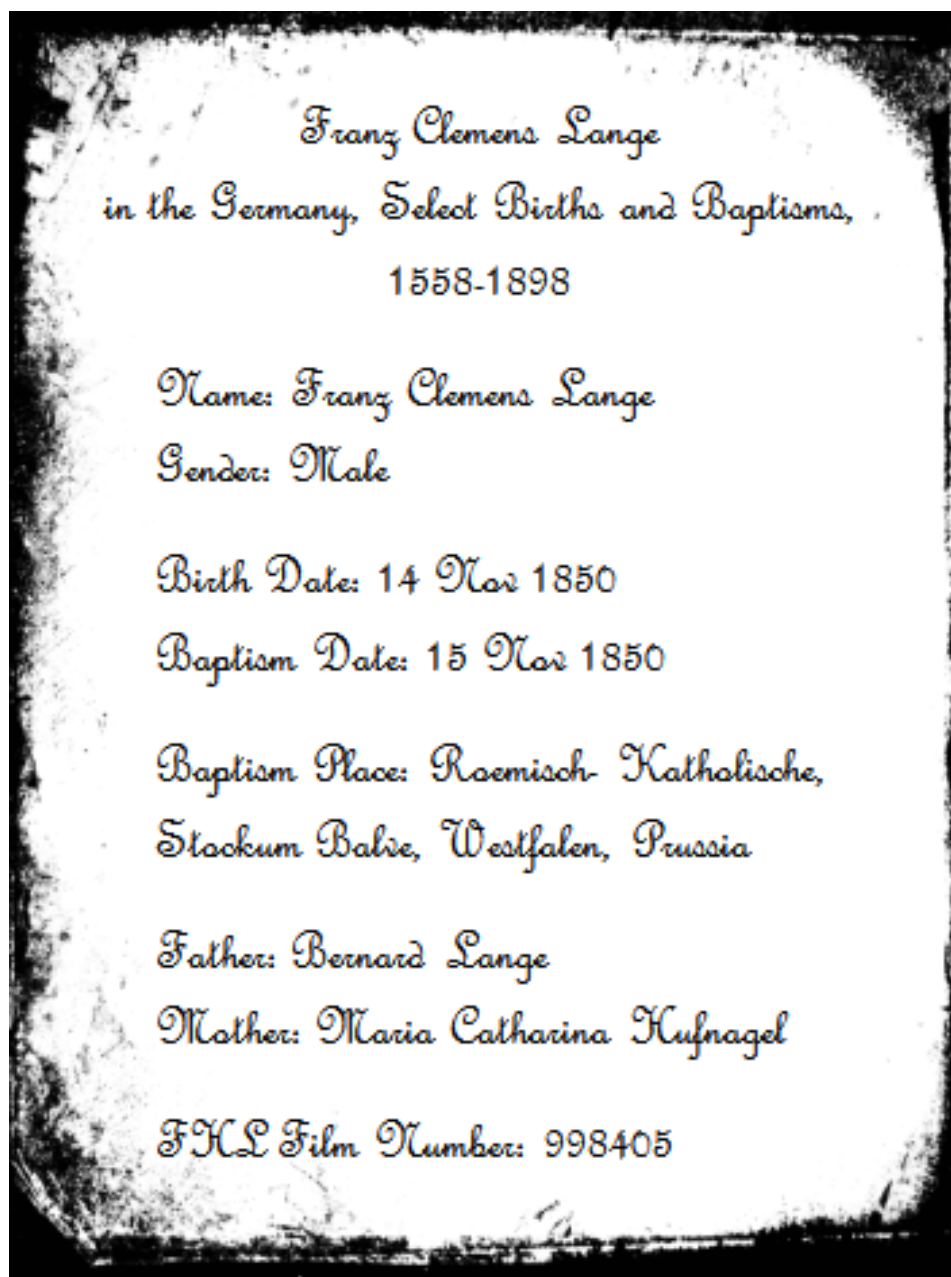 Franz Clemens Lange
in the Germany, Select Births and Baptisms,
1558-1898
Name: Franz Clemens Lange
Gender: Male
Birth Date: 14 Nov 1850
Baptism Date: 15 Nov 1850
Baptism Place: Roemisch- Katholische,
Stockum Balve, Westfalen, Prussia
Father: Bernard Lange
Mother: Maria Catharina Hufnagel
FHL Film Number: 998405